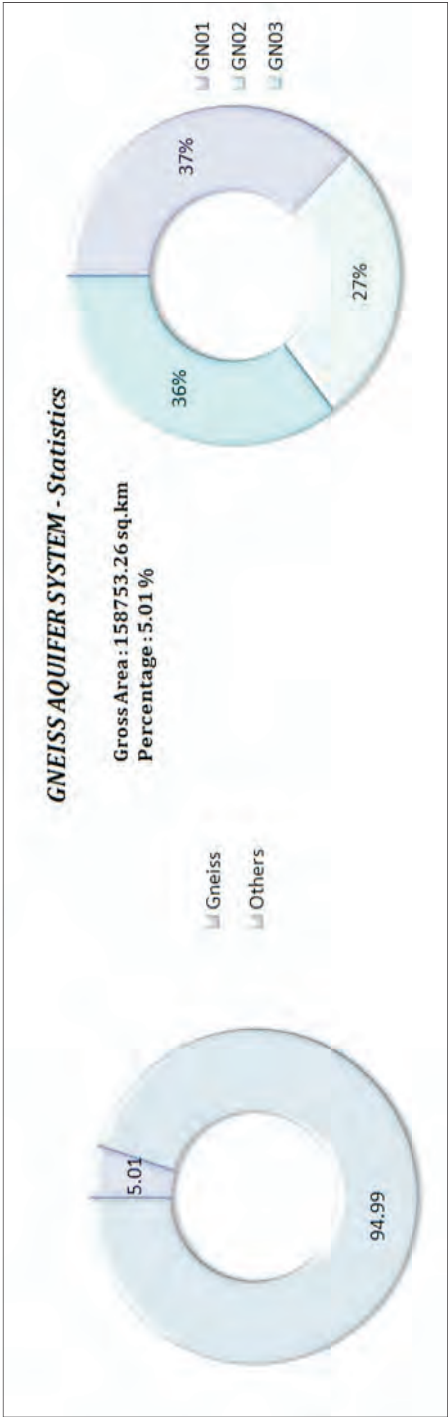 GNEISS AQUIFER SYSTEM - Statistics
Gross Area : 158753.26 sq.km
Percentage : 5.01 %
5.01
94.99
Gneiss
Others
37%
27%
36%
GN01
GN02
GN03